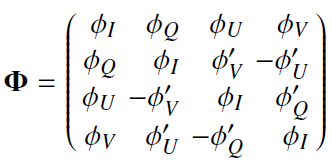 ϕ_I ϕ_Q ϕ_U ϕ_V
ϕ_Q ϕ_I ϕ′_V −ϕ′_U
Φ = ϕ_U −ϕ′_V ϕ_I ϕ′_Q
ϕ_V ϕ′_U −ϕ′_Q ϕ_I